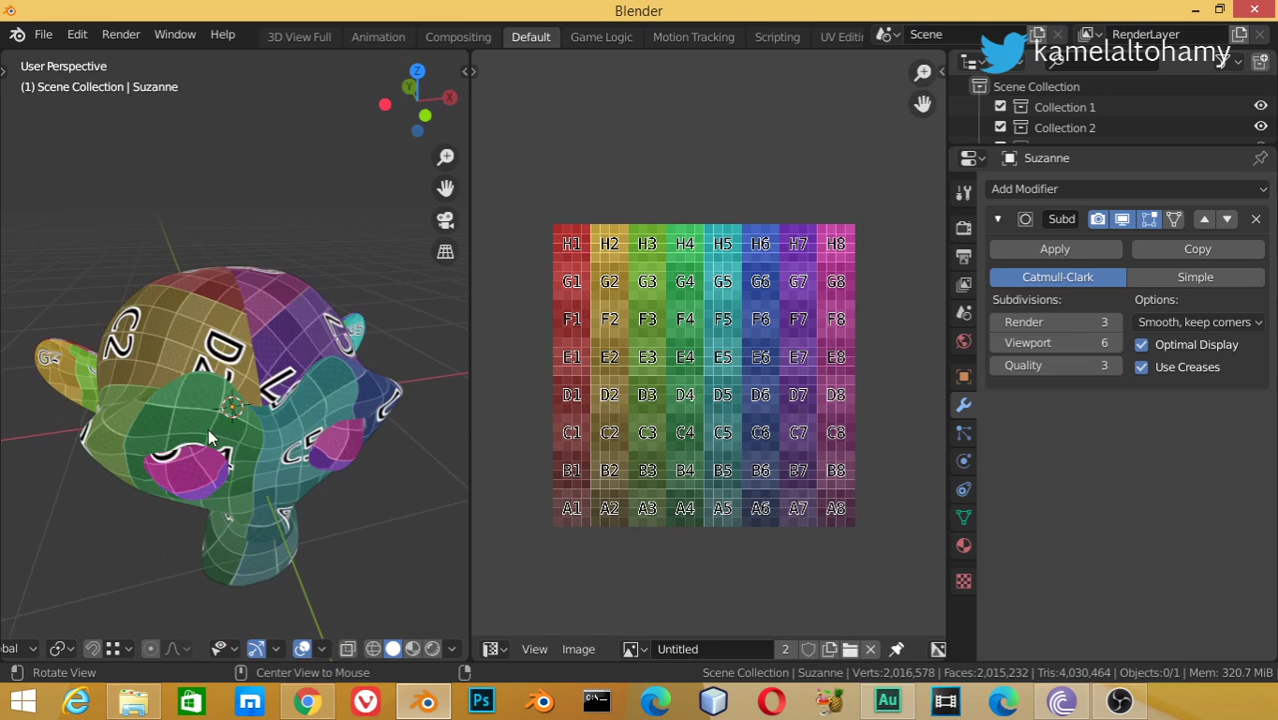 Blender
File Edit Render Window Help 3D View Full Animation Compositing Default Game Logic Motion Tracking Scripting UV Editi Scene RenderLayer
kamelaltohamy
User Perspective
(1) Scene Collection | Suzanne
Z
Y
X
Scene Collection
Collection 1
Collection 2
Suzanne
Add Modifier
Subd
Apply Copy
Catmull-Clark Simple
Subdivisions: Options:
Render 3 Smooth, keep corners
Viewport 6 Optimal Display
Quality 3 Use Creases
H1 H2 H3 H4 H5 H6 H7 H8
G1 G2 G3 G4 G5 G6 G7 G8
F1 F2 F3 F4 F5 F6 F7 F8
E1 E2 E3 E4 E5 E6 E7 E8
D1 D2 D3 D4 D5 D6 D7 D8
C1 C2 C3 C4 C5 C6 C7 C8
B1 B2 B3 B4 B5 B6 B7 B8
A1 A2 A3 A4 A5 A6 A7 A8
C2
D2
C5
bal View Image Untitled 2
Rotate View Center View to Mouse Scene Collection | Suzanne | Verts:2,016,578 | Faces:2,015,232 | Tris:4,030,464 | Objects:0/1 | Mem: 320.7 MiB
Ps Au